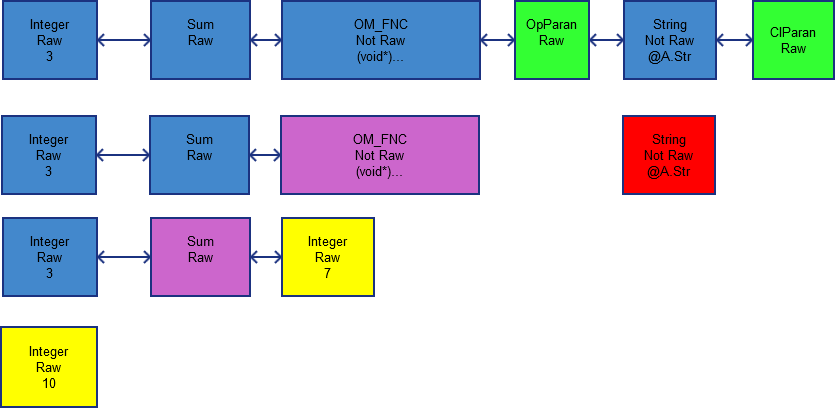 Integer
Raw
3
Sum
Raw
OM_FNC
Not Raw
(void*)...
OpParan
Raw
String
Not Raw
@A.Str
ClParan
Raw
Integer
Raw
3
Sum
Raw
OM_FNC
Not Raw
(void*)...
String
Not Raw
@A.Str
Integer
Raw
3
Sum
Raw
Integer
Raw
7
Integer
Raw
10